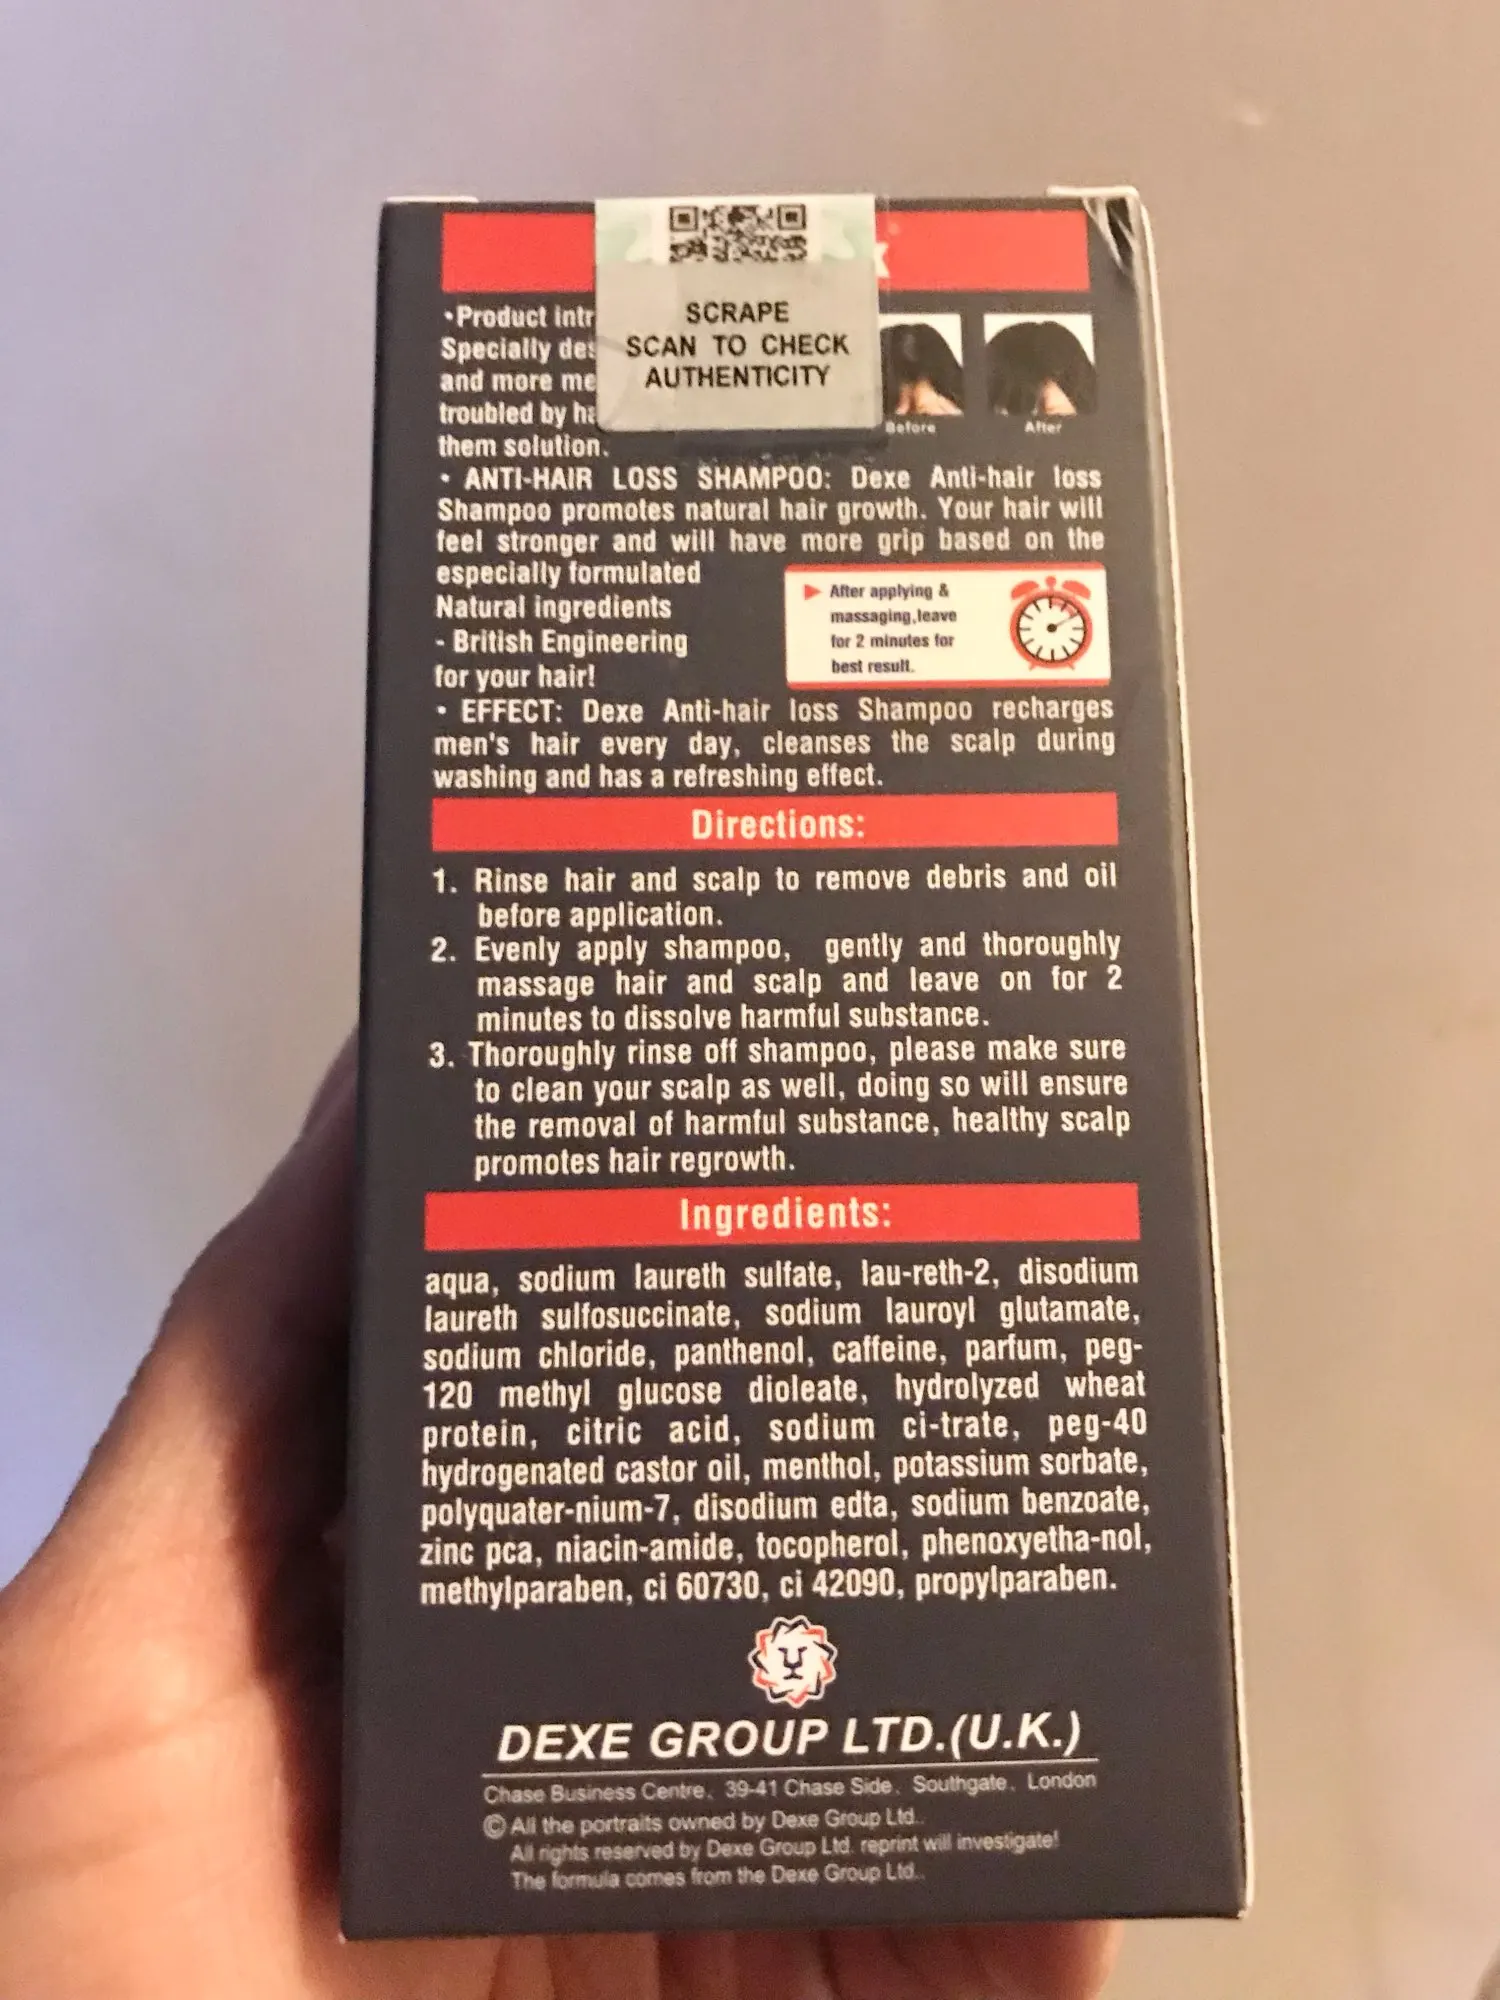 SCRAPE
SCAN TO CHECK
AUTHENTICITY
•Product
Specially
and more
troubled by
them solution.
Before
After
• ANTI-HAIR LOSS SHAMPOO: Dexe Anti-hair loss
Shampoo promotes natural hair growth. Your hair will
feel stronger and will have more grip based on the
especially formulated
Natural ingredients
- British Engineering
for your hair!
After applying &
massaging,leave
for 2 minutes for
best result.
• EFFECT: Dexe Anti-hair loss Shampoo recharges
men's hair every day, cleanses the scalp during
washing and has a refreshing effect.
Directions:
1. Rinse hair and scalp to remove debris and oil
before application.
2. Evenly apply shampoo, gently and thoroughly
massage hair and scalp and leave on for 2
minutes to dissolve harmful substance.
3. Thoroughly rinse off shampoo, please make sure
to clean your scalp as well, doing so will ensure
the removal of harmful substance, healthy scalp
promotes hair regrowth.
Ingredients:
aqua, sodium laureth sulfate, lau-reth-2, disodium
laureth sulfosuccinate, sodium lauroyl glutamate,
sodium chloride, panthenol, caffeine, parfum, peg-
120 methyl glucose dioleate, hydrolyzed wheat
protein, citric acid, sodium ci-trate, peg-40
hydrogenated castor oil, menthol, potassium sorbate,
polyquater-nium-7, disodium edta, sodium benzoate,
zinc pca, niacin-amide, tocopherol, phenoxyetha-nol,
methylparaben, ci 60730, ci 42090, propylparaben.
DEXE GROUP LTD.(U.K.)
Chase Business Centre, 39-41 Chase Side, Southgate, London
© All the portraits owned by Dexe Group Ltd..
All rights reserved by Dexe Group Ltd. reprint will investigate!
The formula comes from the Dexe Group Ltd..